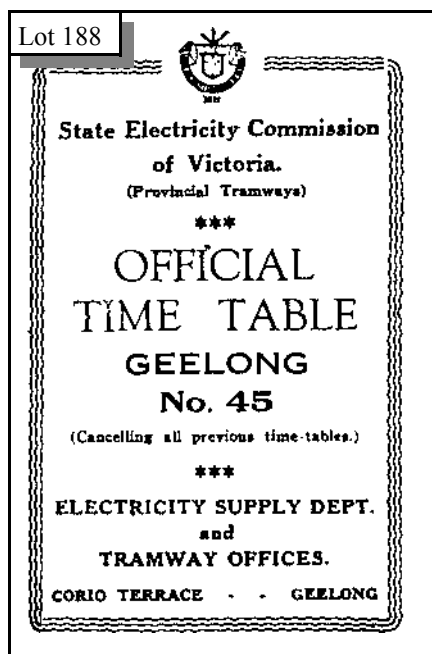 Lot 188
State Electricity Commission
of Victoria.
(Provincial Tramways)
***
OFFICIAL
TIME TABLE
GEELONG
No. 45
(Cancelling all previous time-tables.)
***
ELECTRICITY SUPPLY DEPT.
and
TRAMWAY OFFICES.
CORIO TERRACE - - GEELONG